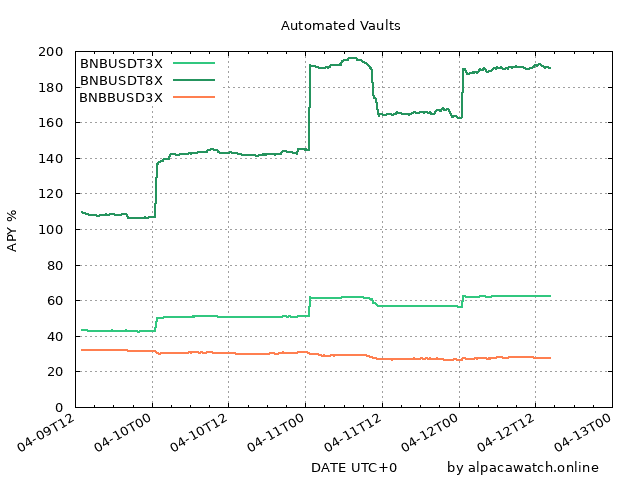 Automated Vaults
BNBUSDT3X
BNBUSDT8X
BNBBUSD3X
APY %
200
180
160
140
120
100
80
60
40
20
0
04-09T12
04-10T00
04-10T12
04-11T00
04-11T12
04-12T00
04-12T12
04-13T00
DATE UTC+0
by alpacawatch.online